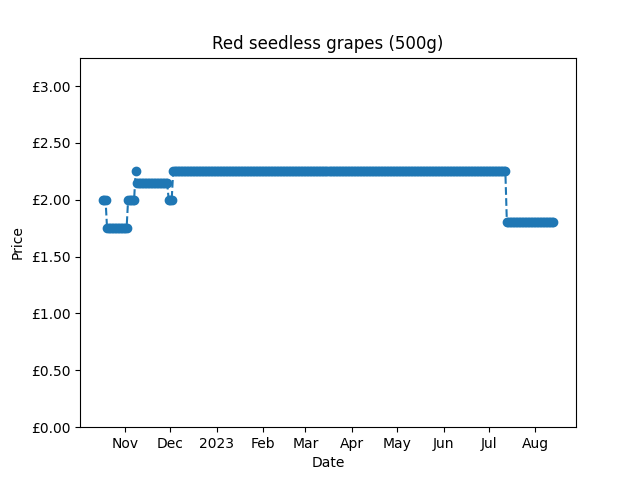 Red seedless grapes (500g)
£3.00
£2.50
£2.00
£1.50
£1.00
£0.50
£0.00
Price
Nov Dec 2023 Feb Mar Apr May Jun Jul Aug
Date